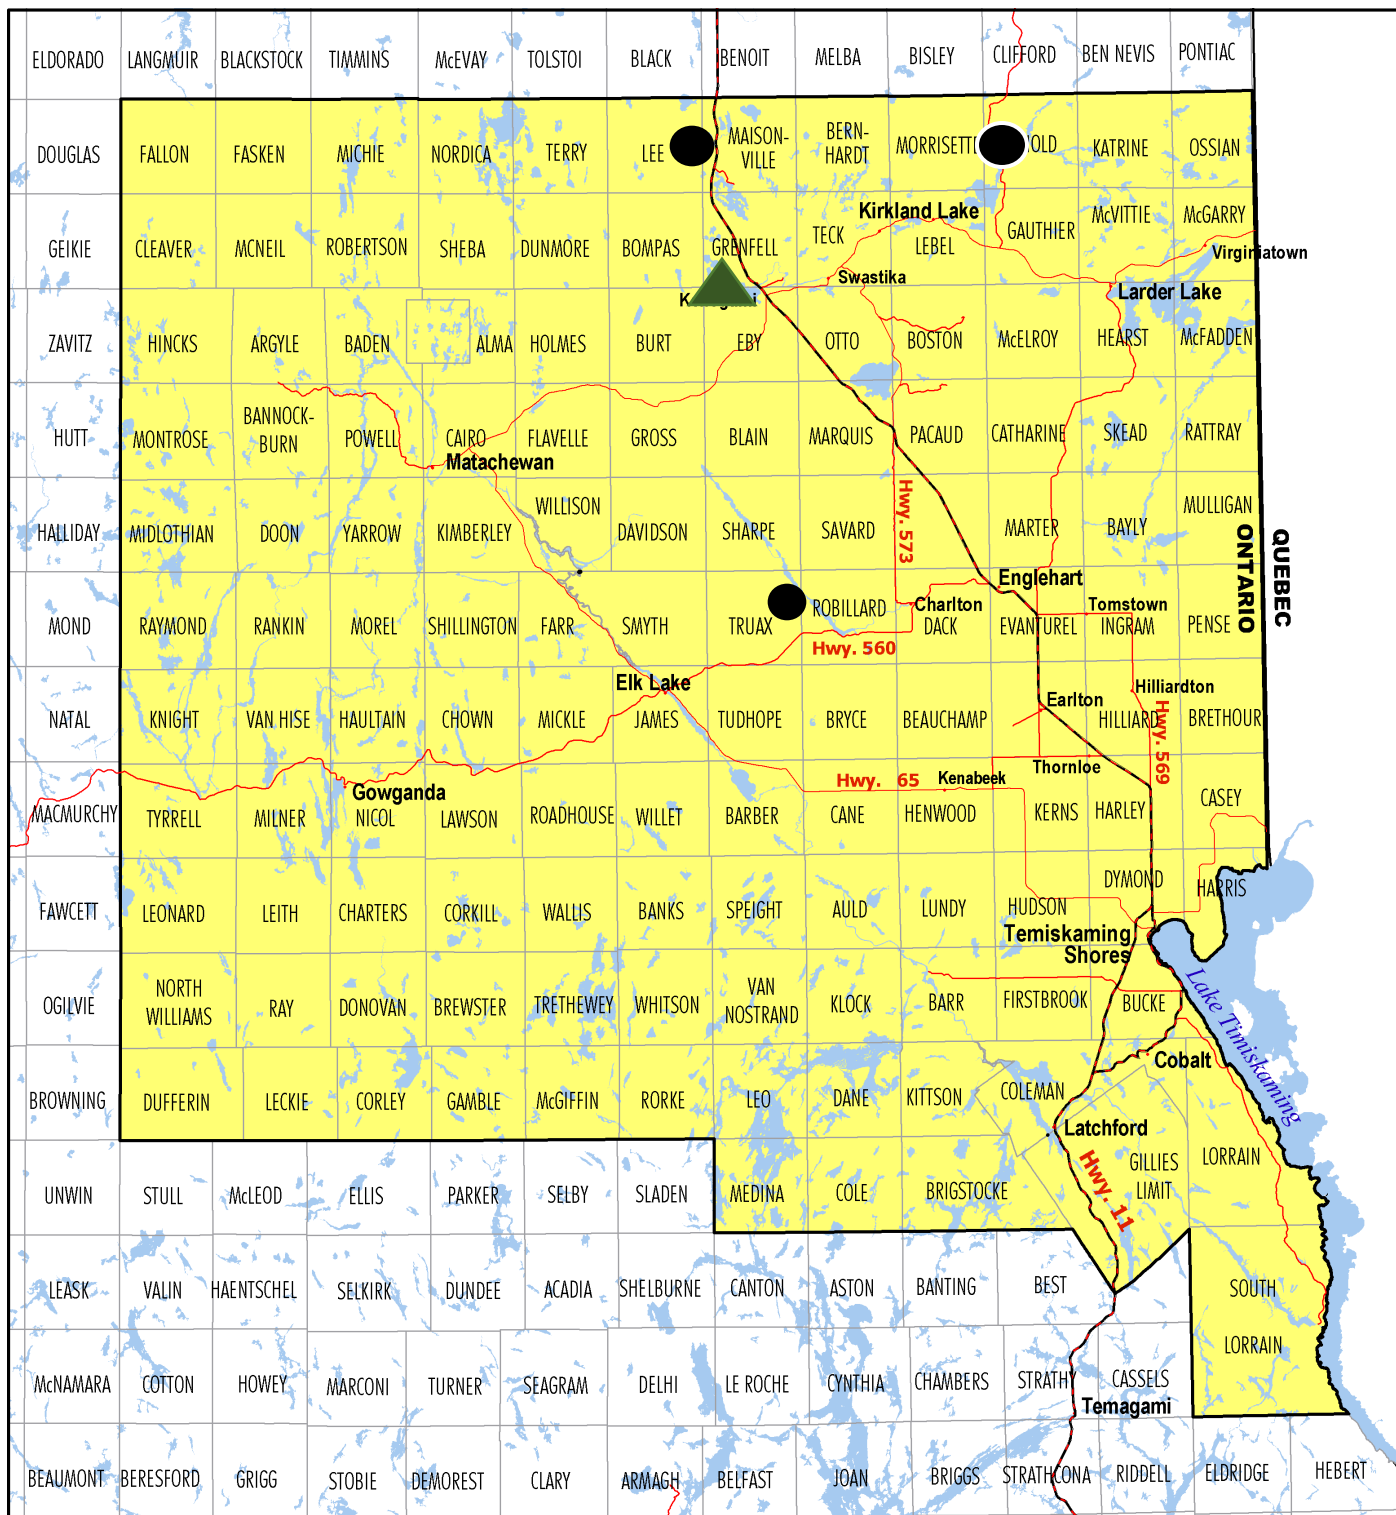 ELDORADO LANGMUIR BLACKSTOCK TIMMINS McEVAY TOLSTOI BLACK BENOIT MELBA BISLEY CLIFFORD BEN NEVIS PONTIAC
DOUGLAS FALLON FASKEN MICHIE NORDICA TERRY LEE MAISON-
VILLE BERN-
HARDT KATRINE OSSIAN
GEIKIE CLEAVER MCNEIL ROBERTSON SHEBA DUNMORE BOMPAS GRENFELL TECK Kirkland Lake
LEBEL GAUTHIER McVITTIE McGARRY
Swastika Virginiatown
Larder Lake
ZAVITZ HINCKS ARGYLE BADEN ALMA HOLMES BURT EBY OTTO BOSTON McELROY HEARST McFADDEN
HUTT MONTROSE BANNOCK-
BURN POWELL CAIRO FLAVELLE GROSS BLAIN MARQUIS PACAUD CATHARINE SKEAD RATTRAY
Matachewan
HALLIDAY MIDLOTHIAN DOON YARROW KIMBERLEY WILLISON DAVIDSON SHARPE SAVARD Hwy. 573 MARTER BAYLY MULLIGAN
ONTARIO QUEBEC
Englehart
MOND RAYMOND RANKIN MOREL SHILLINGTON FARR SMYTH TRUAX ROBILLARD Charlton
DACK EVANTUREL Tomstown
INGRAM PENSE
Hwy. 560
Elk Lake
NATAL KNIGHT VAN HISE HAULTAIN CHOWN MICKLE JAMES TUDHOPE BRYCE BEAUCHAMP Earlton Hilliardton
HILLIARD BRETHOUR
Hwy. 569
Hwy. 65 Kenabeek Thornloe
Gowganda
MACMURCHY TYRRELL MILNER NICOL LAWSON ROADHOUSE WILLET BARBER CANE HENWOOD KERNS HARLEY CASEY
FAWCETT LEONARD LEITH CHARTERS CORKILL WALLIS BANKS SPEIGHT AULD LUNDY HUDSON DYMOND HARRIS
Temiskaming
Shores
OGILVIE NORTH
WILLIAMS RAY DONOVAN BREWSTER TRETHEWEY WHITSON VAN
NOSTRAND KLOCK BARR FIRSTBROOK BUCKE
Lake Timiskaming
Cobalt
BROWNING DUFFERIN LECKIE CORLEY GAMBLE McGIFFIN RORKE LEO DANE KITTSON COLEMAN
Latchford
UNWIN STULL McLEOD ELLIS PARKER SELBY SLADEN MEDINA COLE BRIGSTOCKE Hwy. 11 GILLIES
LIMIT LORRAIN
LEASK VALIN HAENTSCHEL SELKIRK DUNDEE ACADIA SHELBURNE CANTON ASTON BANTING BEST SOUTH
LORRAIN
McNAMARA COTTON HOWEY MARCONI TURNER SEAGRAM DELHI LE ROCHE CYNTHIA CHAMBERS STRATHY CASSELS
Temagami
BEAUMONT BERESFORD GRIGG STOBIE DEMOREST CLARY ARMAGH BELFAST JOAN BRIGGS STRATHCONA RIDDELL ELDRIDGE HEBERT